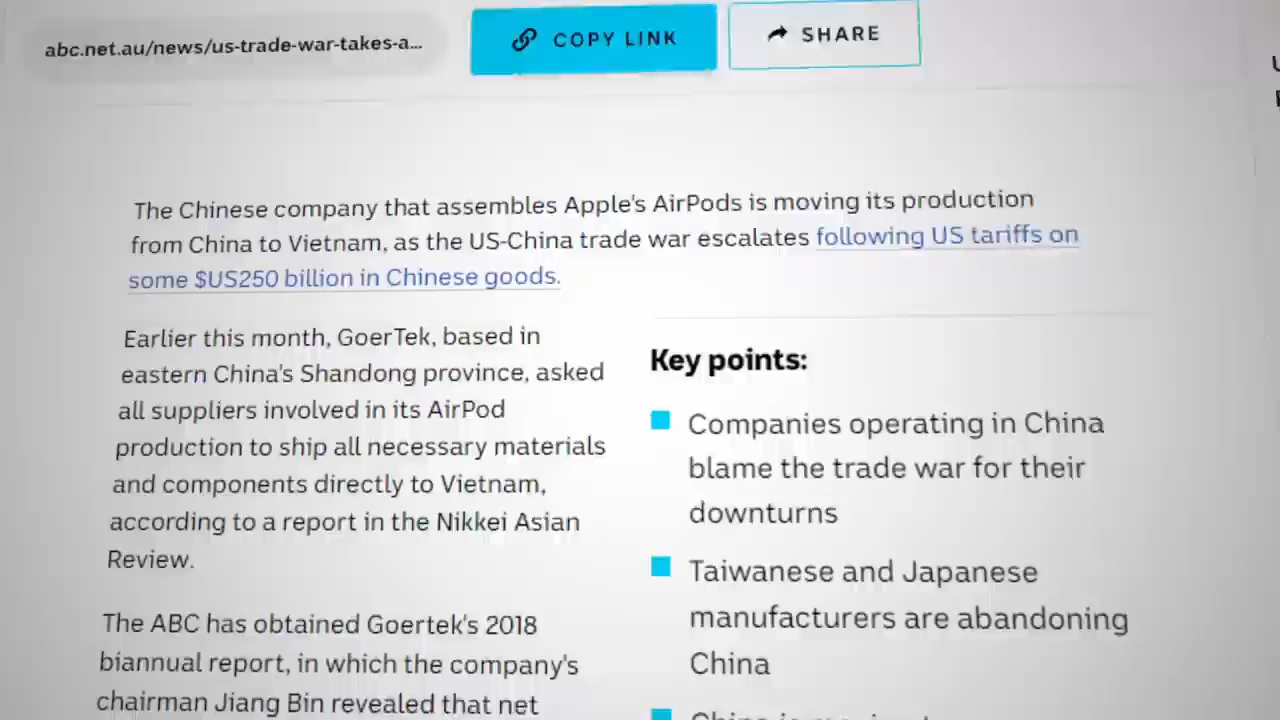 abc.net.au/news/us-trade-war-takes-a...
COPY LINK
SHARE
The Chinese company that assembles Apple's AirPods is moving its production
from China to Vietnam, as the US-China trade war escalates following US tariffs on
some $US250 billion in Chinese goods.
Earlier this month, GoerTek, based in
eastern China's Shandong province, asked
all suppliers involved in its AirPod
production to ship all necessary materials
and components directly to Vietnam,
according to a report in the Nikkei Asian
Review.
The ABC has obtained Goertek's 2018
biannual report, in which the company's
chairman Jiang Bin revealed that net
Key points:
Companies operating in China
blame the trade war for their
downturns
Taiwanese and Japanese
manufacturers are abandoning
China